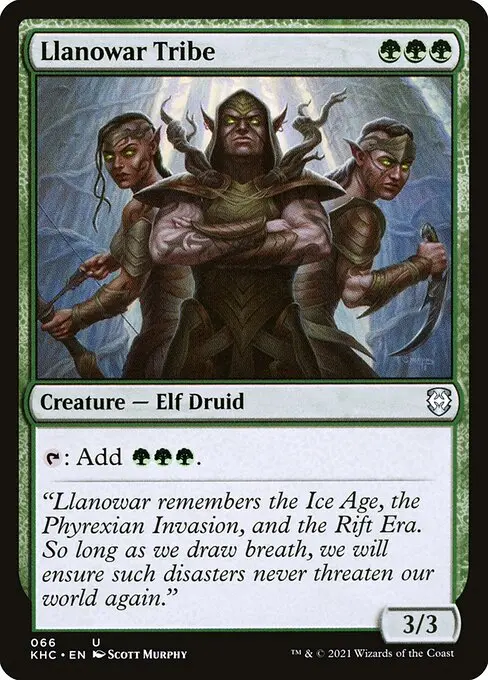 Llanowar Tribe
Creature — Elf Druid
: Add .
“Llanowar remembers the Ice Age, the
Phyrexian Invasion, and the Rift Era.
So long as we draw breath, we will
ensure such disasters never threaten our
world again.”
3/3
066 U
KHC • EN Scott Murphy
™ & © 2021 Wizards of the Coast